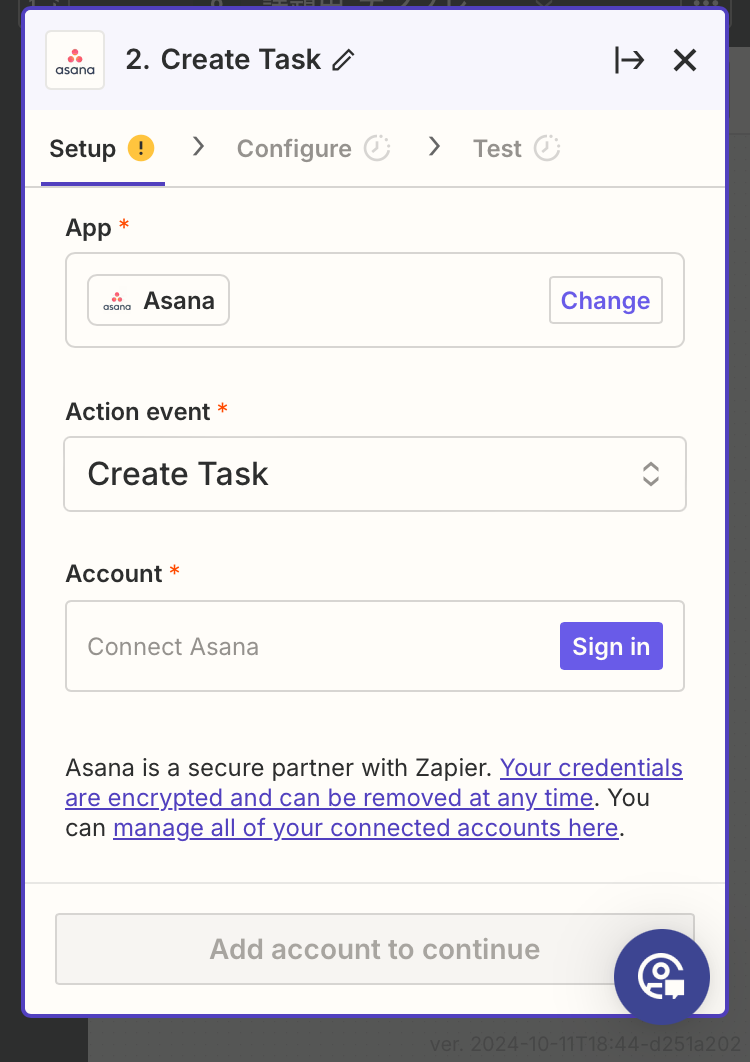 asana
2. Create Task
Setup !
Configure
Test
App *
asana Asana
Change
Action event *
Create Task
Account *
Connect Asana
Sign in
Asana is a secure partner with Zapier. Your credentials
are encrypted and can be removed at any time. You
can manage all of your connected accounts here.
Add account to continue
ver. 2024-10-11T18:44-d251a202